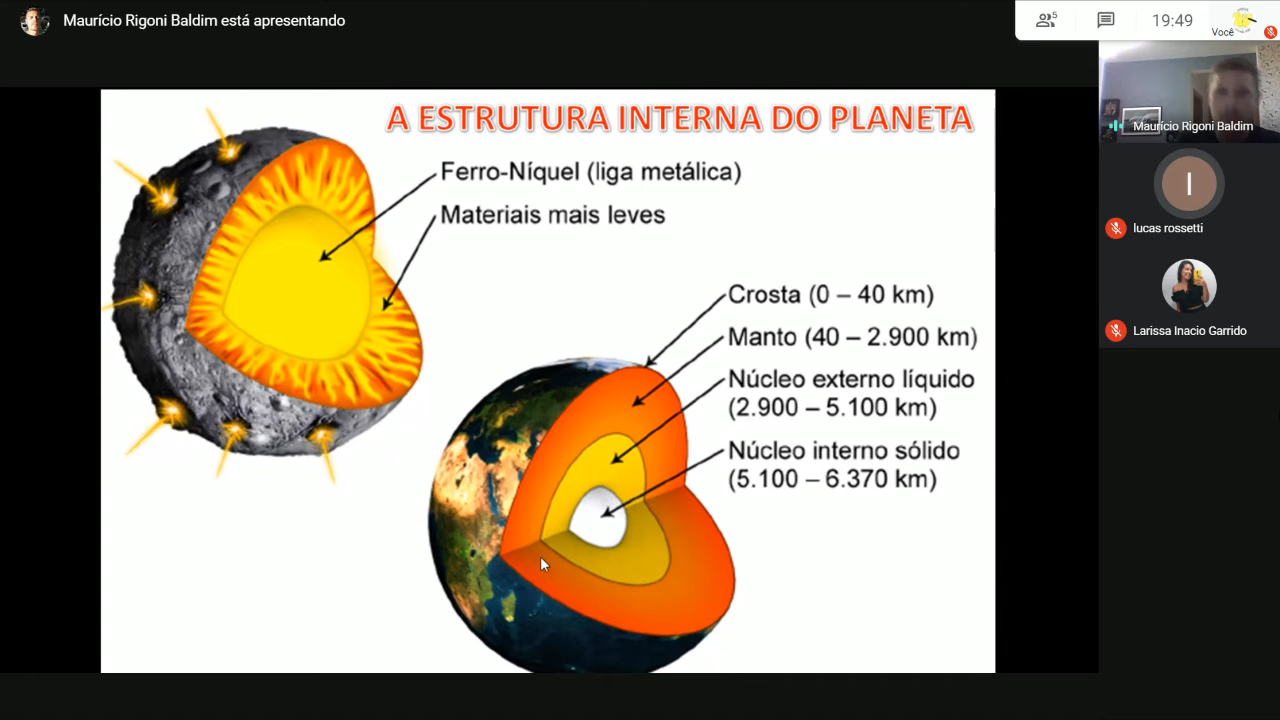 Maurício Rigoni Baldim está apresentando
5
19:49
Você
A ESTRUTURA INTERNA DO PLANETA
Ferro-Níquel (liga metálica)
Materiais mais leves
Crosta (0 – 40 km)
Manto (40 – 2.900 km)
Núcleo externo líquido
(2.900 – 5.100 km)
Núcleo interno sólido
(5.100 – 6.370 km)
Maurício Rigoni Baldim
l
lucas rossetti
Larissa Inacio Garrido